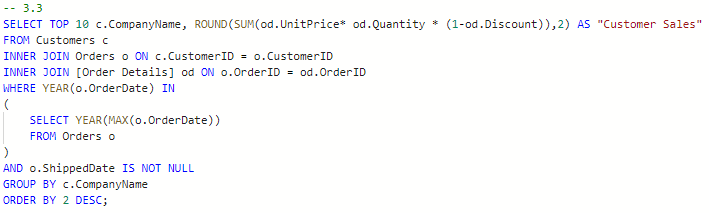 -- 3.3
SELECT TOP 10 c.CompanyName, ROUND(SUM(od.UnitPrice* od.Quantity * (1-od.Discount)),2) AS "Customer Sales"
FROM Customers c
INNER JOIN Orders o ON c.CustomerID = o.CustomerID
INNER JOIN [Order Details] od ON o.OrderID = od.OrderID
WHERE YEAR(o.OrderDate) IN
(
    SELECT YEAR(MAX(o.OrderDate))
    FROM Orders o
)
AND o.ShippedDate IS NOT NULL
GROUP BY c.CompanyName
ORDER BY 2 DESC;